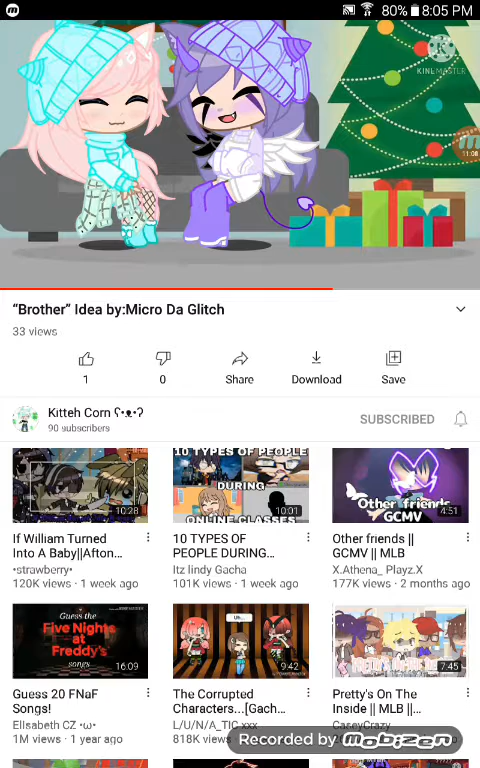 80% 8:05 PM
KINEMASTER
11:06
“Brother” Idea by:Micro Da Glitch
33 views
1
0
Share
Download
Save
Kitteh Corn ʕ•ᴥ•ʔ
90 subscribers
SUBSCRIBED
10:28
10 TYPES OF PEOPLE
DURING
ONLINE CLASSES
10:01
Other friends
GCMV
4:51
If William Turned
Into A Baby||Afton...
•strawberry•
120K views · 1 week ago
10 TYPES OF
PEOPLE DURING...
Itz lindy Gacha
101K views · 1 week ago
Other friends ||
GCMV || MLB
X.Athena_ Playz.X
177K views · 2 months ago
Guess the
Five Nights
at
Freddy's
songs
16:09
9:42
7:45
Guess 20 FNaF
Songs!
Elisabeth CZ •ω•
1M views · 1 year ago
The Corrupted
Characters...[Gach...
L/U/N/A_TIC xxx
818K views
Pretty's On The
Inside || MLB ||...
CaseyCrazy
Recorded by mobizen